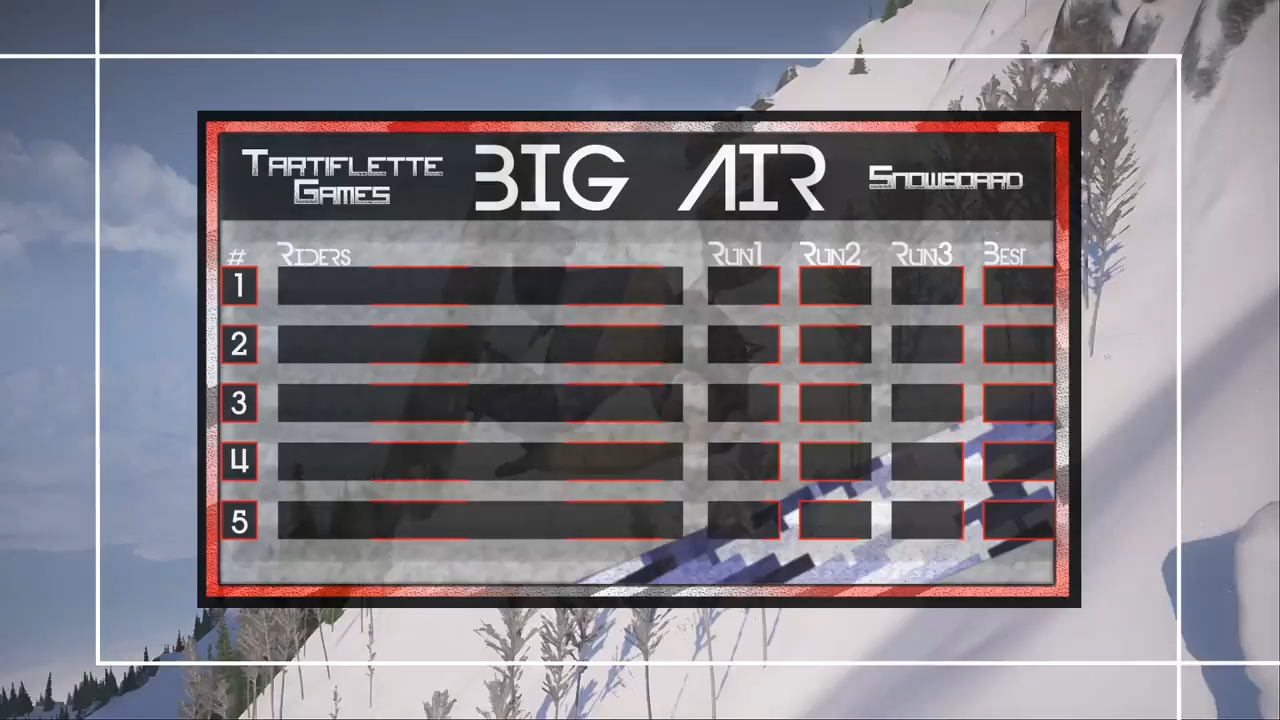 Tartiflette
Games
BIG AIR
Snowboard
# Riders Run1 Run2 Run3 Best
1
2
3
4
5